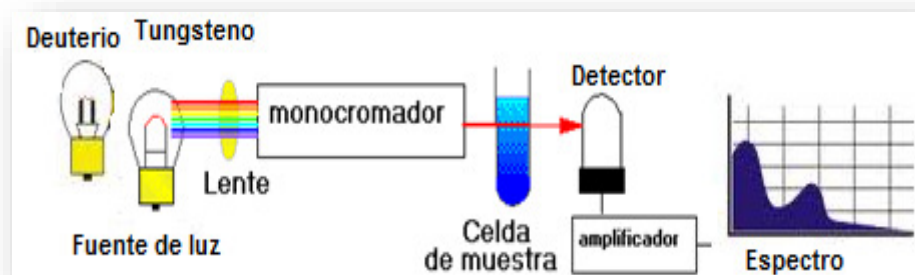 Deuterio
Tungsteno
Fuente de luz
Lente
monocromador
Celda
de muestra
Detector
amplificador
Espectro